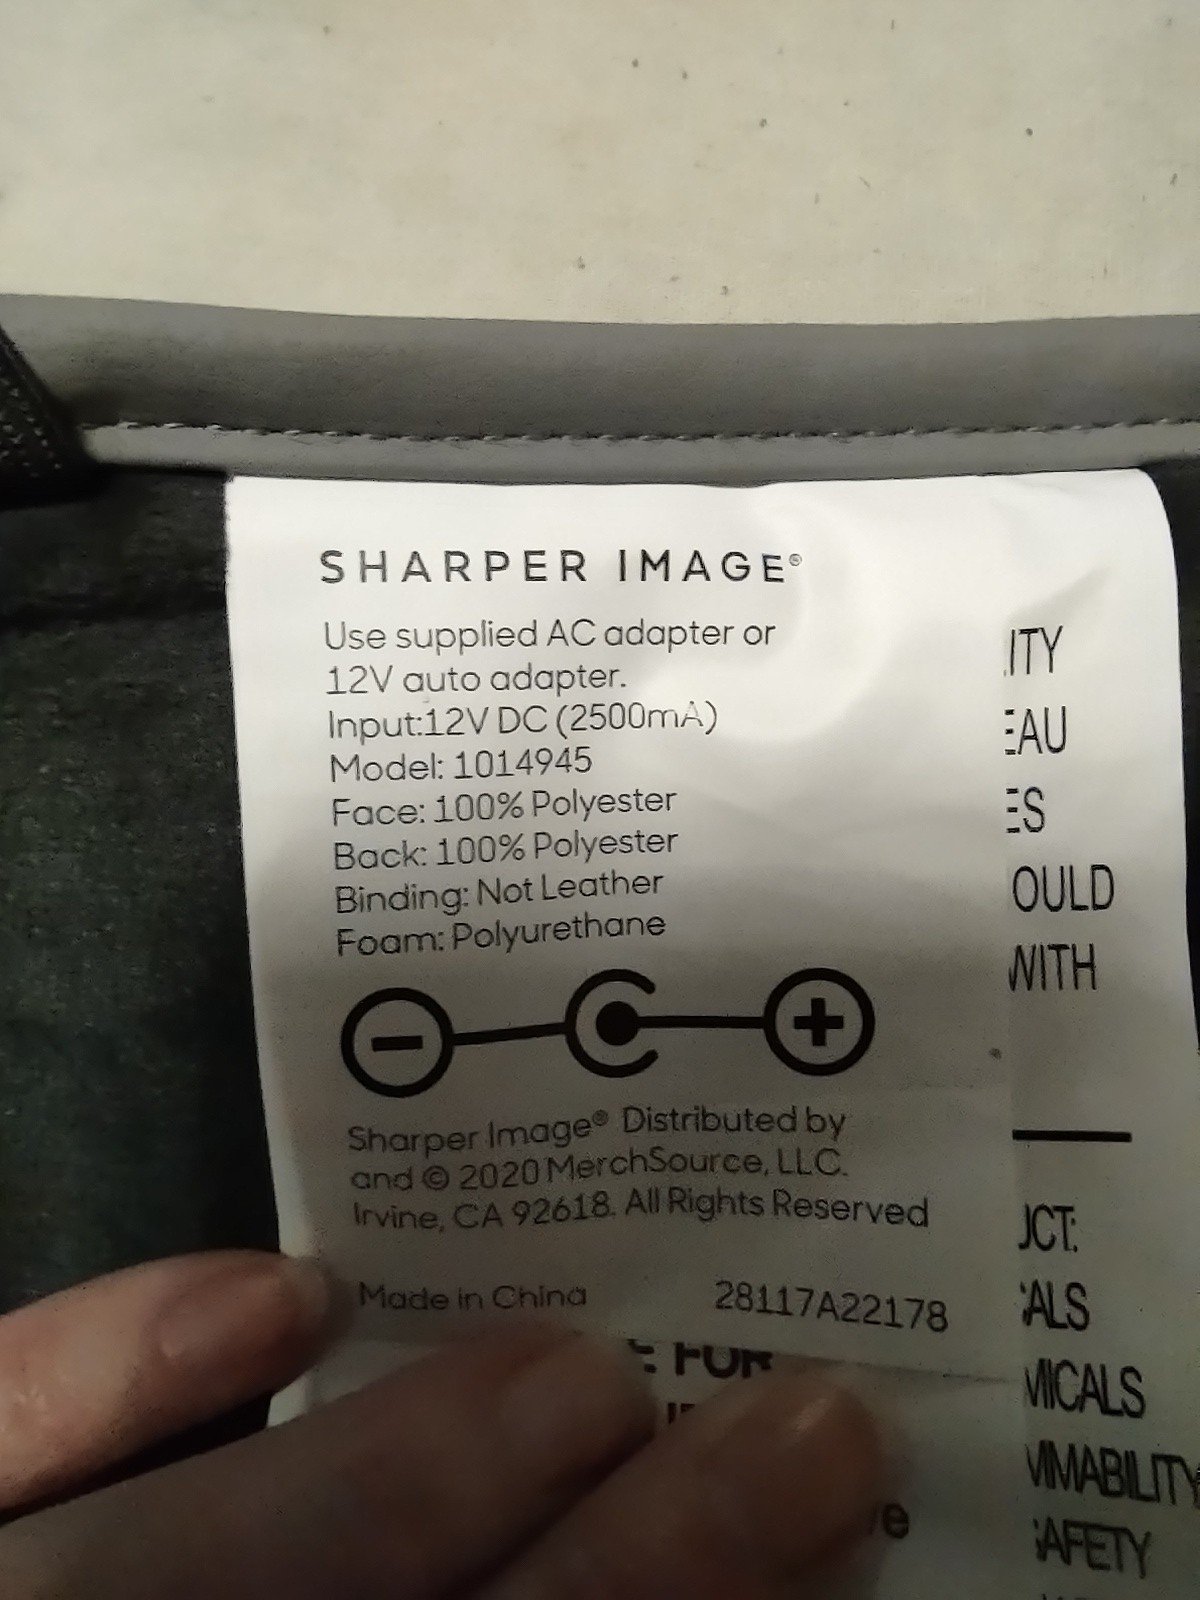 SHARPER IMAGE®
Use supplied AC adapter or
12V auto adapter.
Input:12V DC (2500mA)
Model: 1014945
Face: 100% Polyester
Back: 100% Polyester
Binding: Not Leather
Foam: Polyurethane
Sharper Image® Distributed by
and © 2020 MerchSource, LLC.
Irvine, CA 92618. All Rights Reserved
Made in China 28117A22178
FOR
ITY
EAU
ES
OULD
WITH
UCT:
ALS
MICALS
MMABILITY
SAFETY